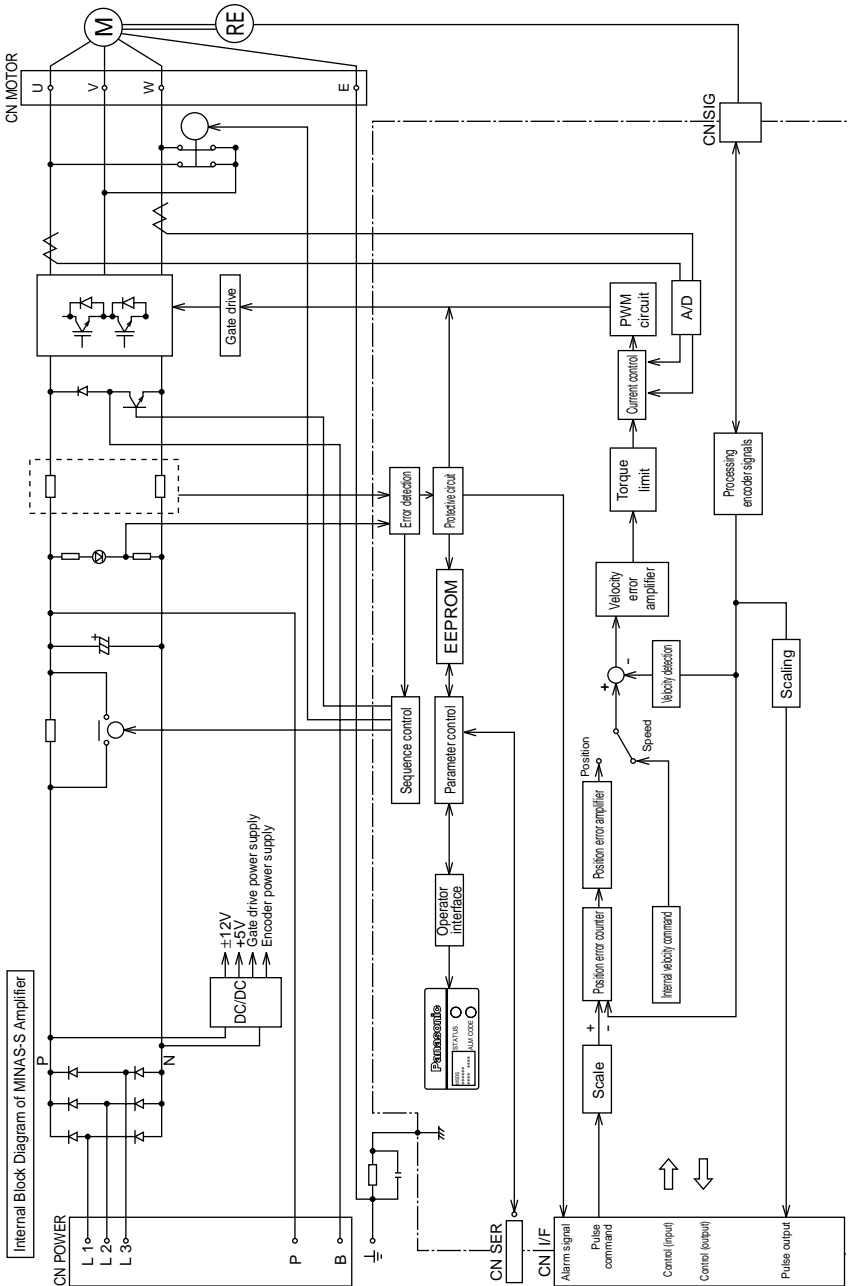 Internal Block Diagram of MINAS-S Amplifier
CN POWER
L 1
L 2
L 3
P
B
P
N
DC/DC
±12V
+5V
Gate drive power supply
Encoder power supply
+
CN MOTOR
U
V
W
E
M
RE
Gate drive
Error detection
Protective circuit
Sequence control
EEPROM
Parameter control
Operator
interface
Panasonic
STATUS
ALM CODE
CN SER
CN I/F
Alarm signal
Pulse
command
Control (input)
Control (output)
Pulse output
Scale
+
-
Position error counter
Position error amplifier
Internal velocity command
Position
Speed
+
-
Velocity detection
Velocity
error
amplifier
Torque
limit
Current control
PWM
circuit
A/D
Processing
encoder signals
Scaling
CN SIG